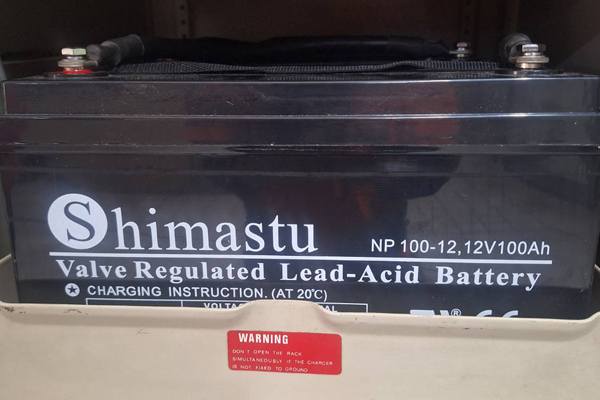 Shimastu
NP 100-12,12V100Ah
Valve Regulated Lead-Acid Battery
CHARGING INSTRUCTION. (AT 20℃)
WARNING
DON'T OPEN THE RACK
SIMULTANEOUSLY IF THE CHARGER
IS NOT FIXED TO GROUND